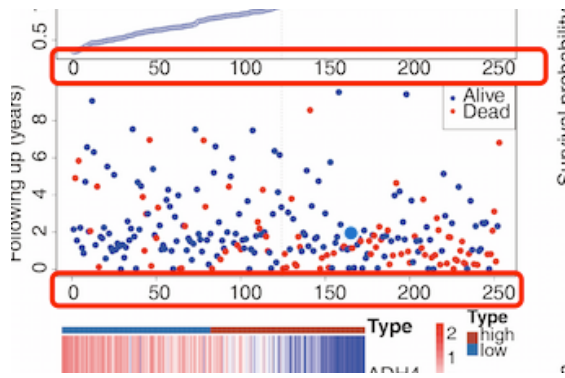 0.5
0 50 100 150 200 250
Following up (years)
Survival probability
Alive
Dead
8
6
4
2
0
0 50 100 150 200 250
Type
2
1
Type
high
low
ADH4